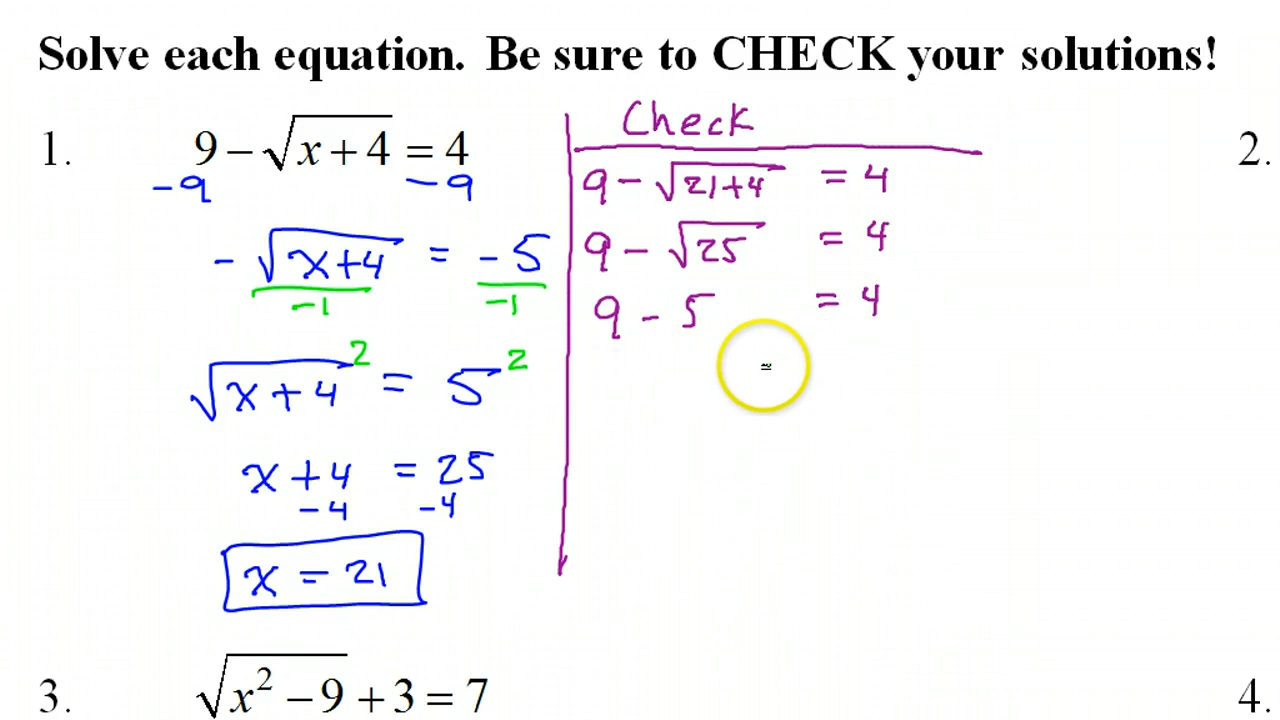 Solve each equation. Be sure to CHECK your solutions!
1. 9 − √(x + 4) = 4
−9 −9
− √(x+4) = −5
−1 −1
√(x+4)² = 5²
x + 4 = 25
−4 −4
x = 21
Check
9 − √(21+4) = 4
9 − √25 = 4
9 − 5 = 4
2.
3. √(x² − 9) + 3 = 7
4.